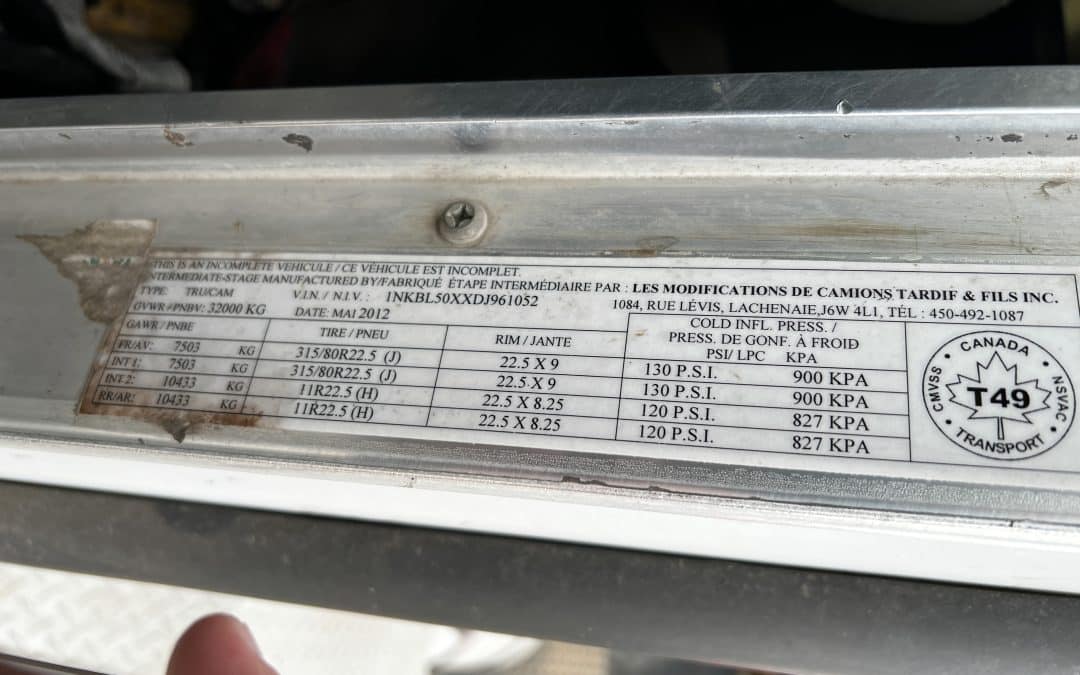 THIS IS AN INCOMPLETE VEHICULE / CE VÉHICULE EST INCOMPLET.
INTERMEDIATE-STAGE MANUFACTURED BY/FABRIQUÉ ÉTAPE INTERMÉDIAIRE PAR : LES MODIFICATIONS DE CAMIONS TARDIF & FILS INC.
TYPE: TRU/CAM V.I.N./ N.I.V.: 1NKBL50XXDJ961052 1084, RUE LÉVIS, LACHENAIE,J6W 4L1, TÉL : 450-492-1087
GVWR #PNBV: 32000 KG DATE: MAI 2012
GAWR / PNBE TIRE / PNEU RIM / JANTE COLD INFL. PRESS. /
PRESS. DE GONF. À FROID
PSI/ LPC KPA
FR/AV: 7503 KG 315/80R22.5 (J) 22.5 X 9 130 P.S.I. 900 KPA
INT 1: 7503 KG 315/80R22.5 (J) 22.5 X 9 130 P.S.I. 900 KPA
INT 2: 10433 KG 11R22.5 (H) 22.5 X 8.25 120 P.S.I. 827 KPA
RR/AR: 10433 KG 11R22.5 (H) 22.5 X 8.25 120 P.S.I. 827 KPA
CANADA
CMVSS T49 NSVAC
TRANSPORT